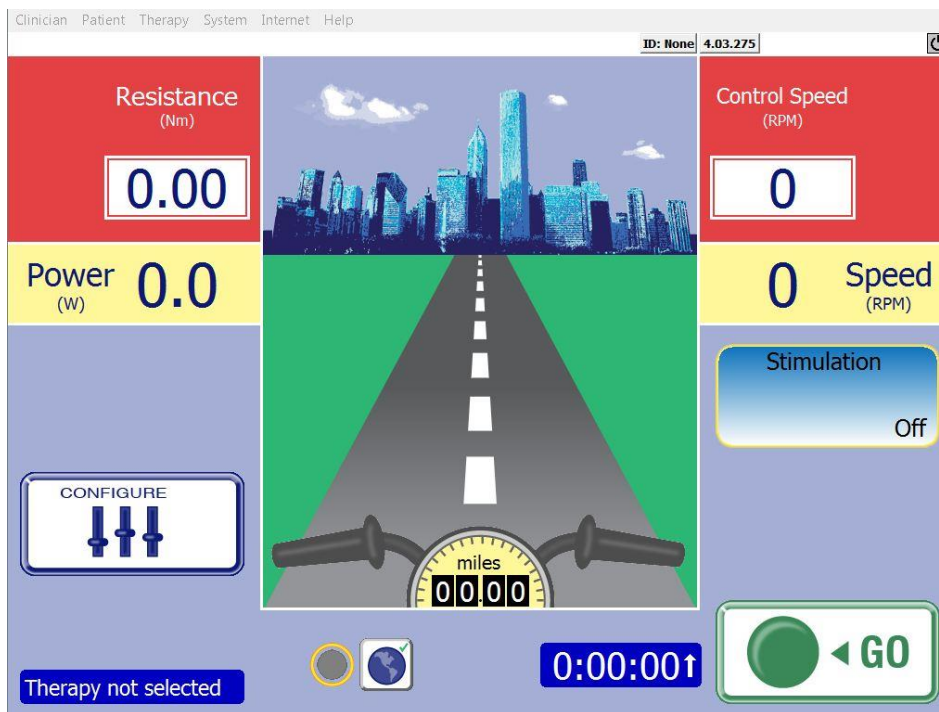 Clinician Patient Therapy System Internet Help
ID: None 4.03.275
Resistance
(Nm)
0.00
Control Speed
(RPM)
0
Power
(W)
0.0
0
Speed
(RPM)
Stimulation
Off
CONFIGURE
miles
00.00
Therapy not selected
0:00:00↑
GO